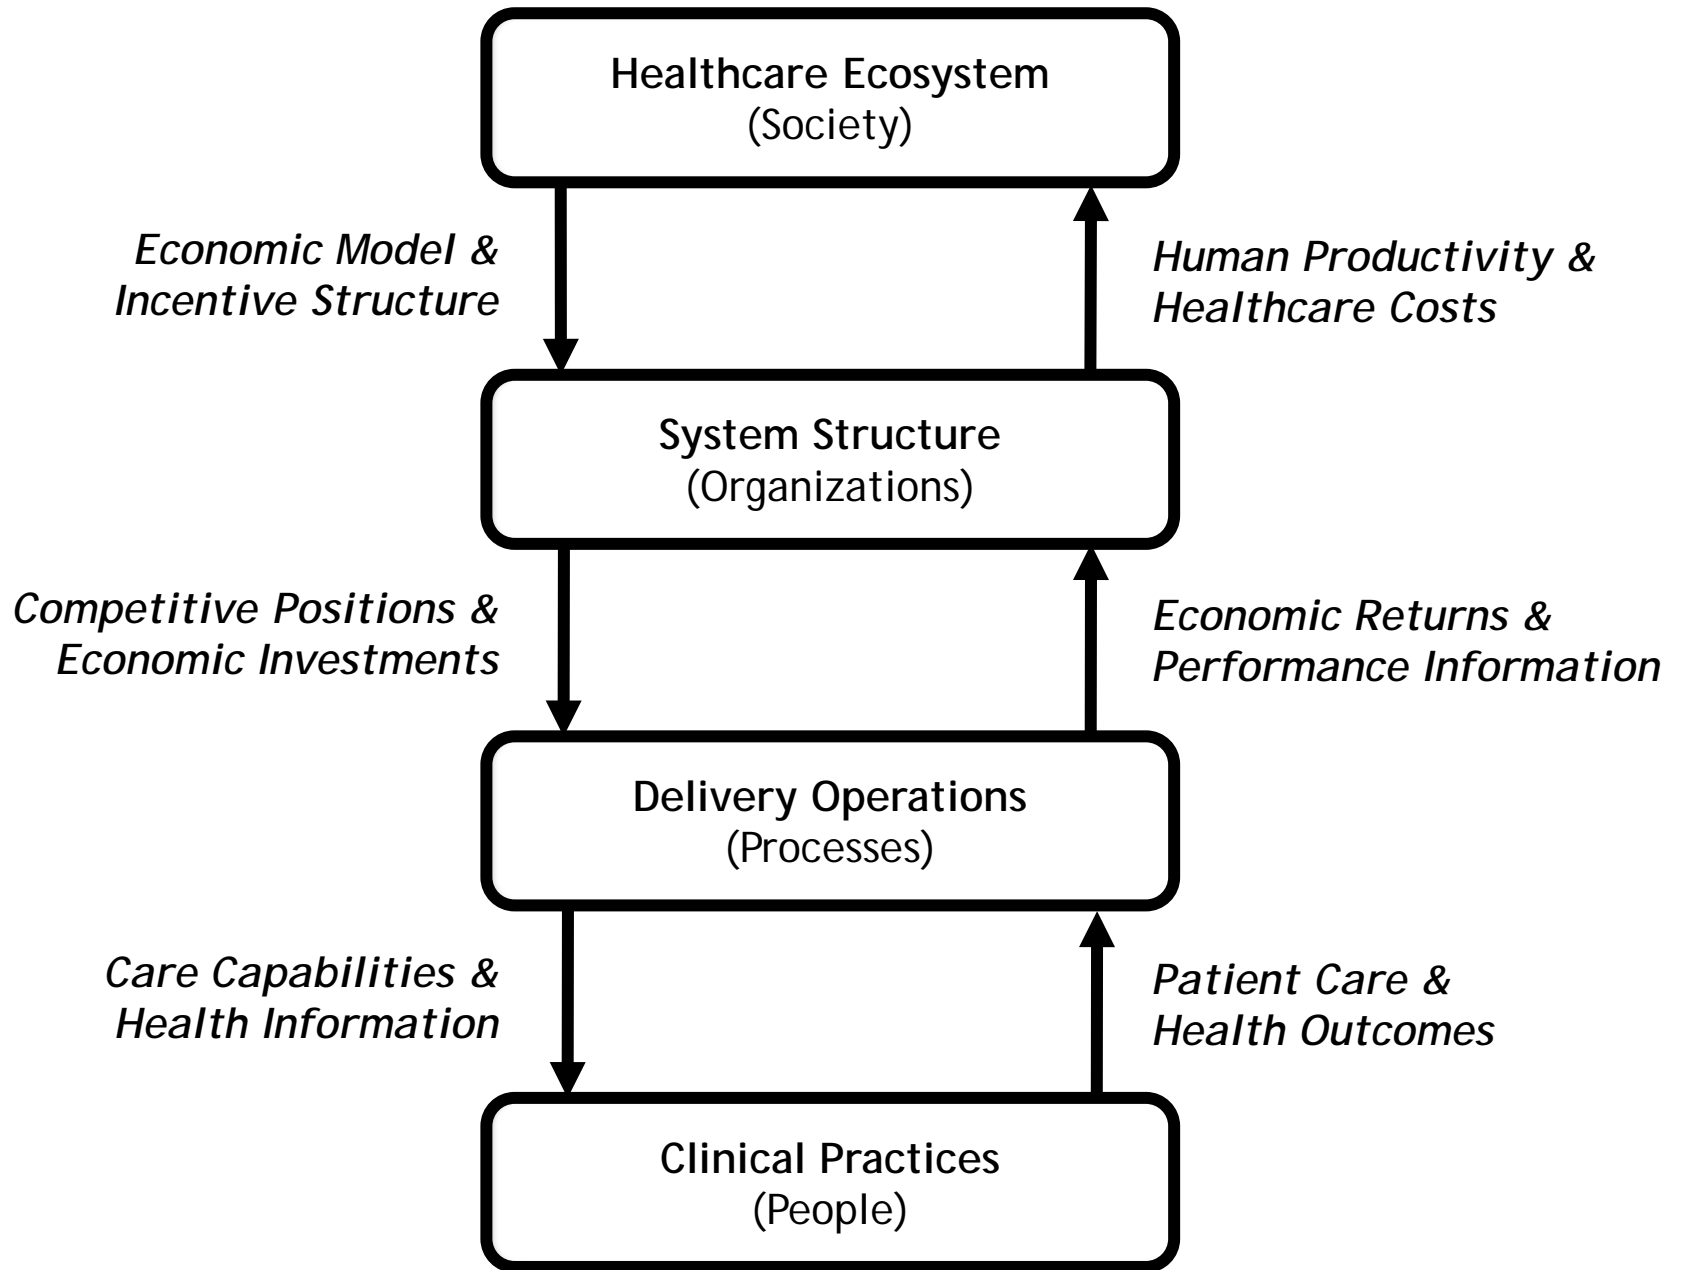 Healthcare Ecosystem
(Society)
Economic Model &
Incentive Structure
Human Productivity &
Healthcare Costs
System Structure
(Organizations)
Competitive Positions &
Economic Investments
Economic Returns &
Performance Information
Delivery Operations
(Processes)
Care Capabilities &
Health Information
Patient Care &
Health Outcomes
Clinical Practices
(People)